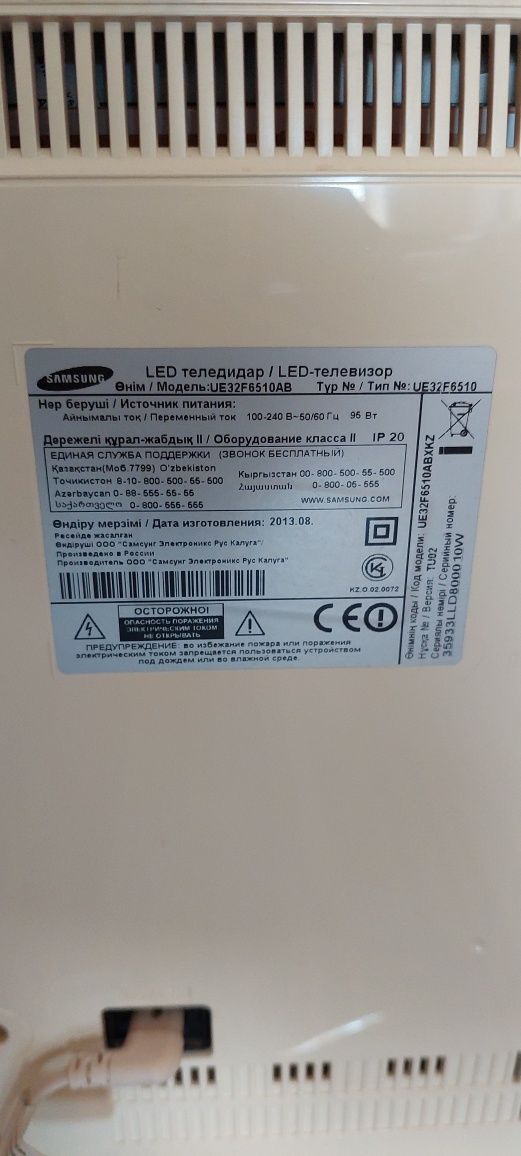 SAMSUNG
LED теледидар / LED-телевизор
Өнім / Модель:UE32F6510AB Түр № / Тип №: UE32F6510
Нәр беруші / Источник питания:
Айнымалы ток / Переменный ток 100-240 В~50/60 Гц 95 Вт
Дәрежелі құрал-жабдық II / Оборудование класса II IP 20
ЕДИНАЯ СЛУЖБА ПОДДЕРЖКИ (ЗВОНОК БЕСПЛАТНЫЙ)
Қазақстан(Моб.7799) O'zbekiston
Точикистон 8-10-800-500-55-500
Кыргызстан 00-800-500-55-500
Azərbaycan 0-88-555-55-55
Հայաստան 0-800-05-555
საქართველო 0-800-555-555
WWW.SAMSUNG.COM
Өндіру мерзімі / Дата изготовления: 2013.08.
Ресейде жасалған
Произведено в России
Өндіруші ООО "Самсунг Электроникс Рус Калуга"/
Производитель ООО "Самсунг Электроникс Рус Калуга"
KZ.O.02.0072
ОСТОРОЖНО!
ОПАСНОСТЬ ПОРАЖЕНИЯ
ЭЛЕКТРИЧЕСКИМ ТОКОМ
НЕ ОТКРЫВАТЬ
CE
ПРЕДУПРЕЖДЕНИЕ: во избежание пожара или поражения
электрическим током запрещается пользоваться устройством
под дождем или во влажной среде.
Өнімнің коды / Код модели: UE32F6510ABXKZ
Нұсқа № / Версия: TU02
Сериялы нөмірі / Серийный номер:
35933LLD800010W